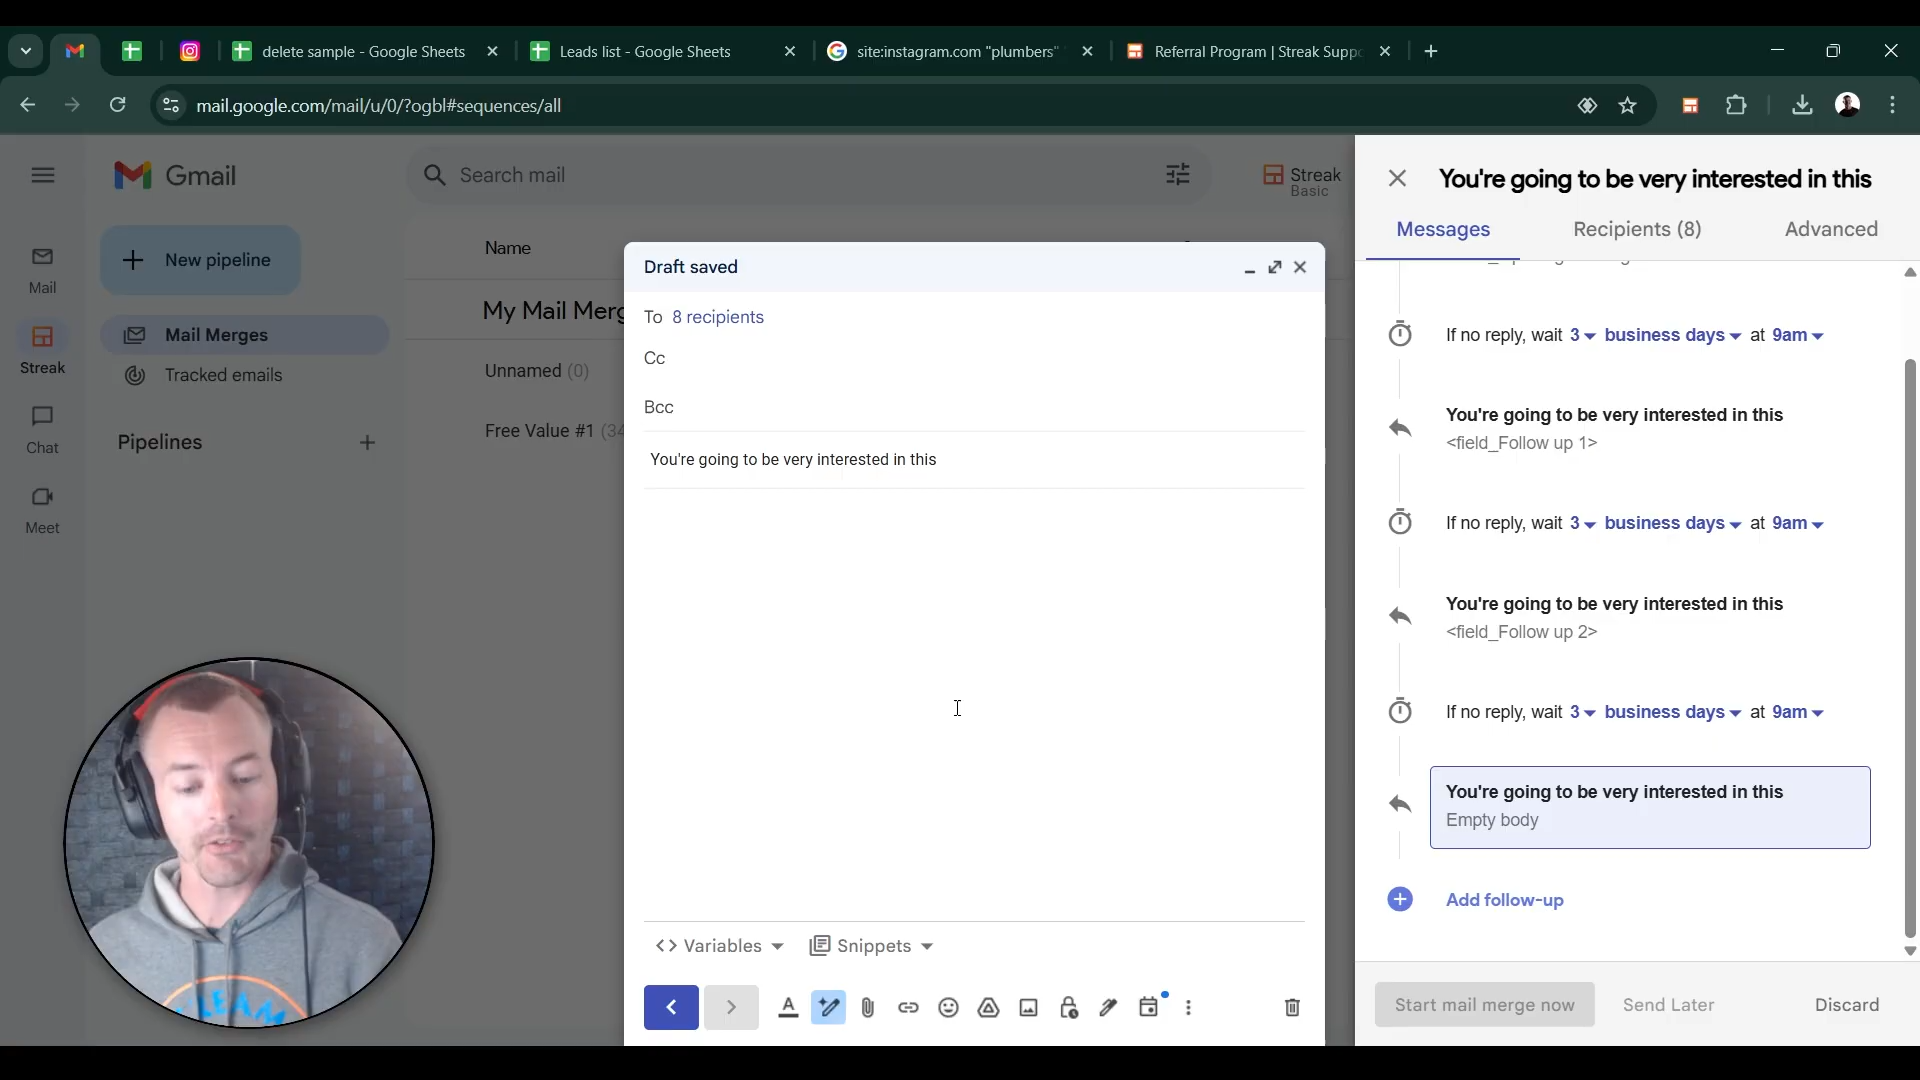 delete sample - Google Sheets
Leads list - Google Sheets
site:instagram.com "plumbers"
Referral Program | Streak Suppo
mail.google.com/mail/u/0/?ogbl#sequences/all
Gmail
Search mail
Streak
Basic
You're going to be very interested in this
Messages
Recipients (8)
Advanced
New pipeline
Mail
Mail Merges
Streak
Tracked emails
Chat
Pipelines
Meet
Name
My Mail Merg
Unnamed (0)
Free Value #1 (34
Draft saved
To 8 recipients
Cc
Bcc
You're going to be very interested in this
Variables
Snippets
If no reply, wait 3 business days at 9am
You're going to be very interested in this
<field_Follow up 1>
If no reply, wait 3 business days at 9am
You're going to be very interested in this
<field_Follow up 2>
If no reply, wait 3 business days at 9am
You're going to be very interested in this
Empty body
Add follow-up
Start mail merge now
Send Later
Discard